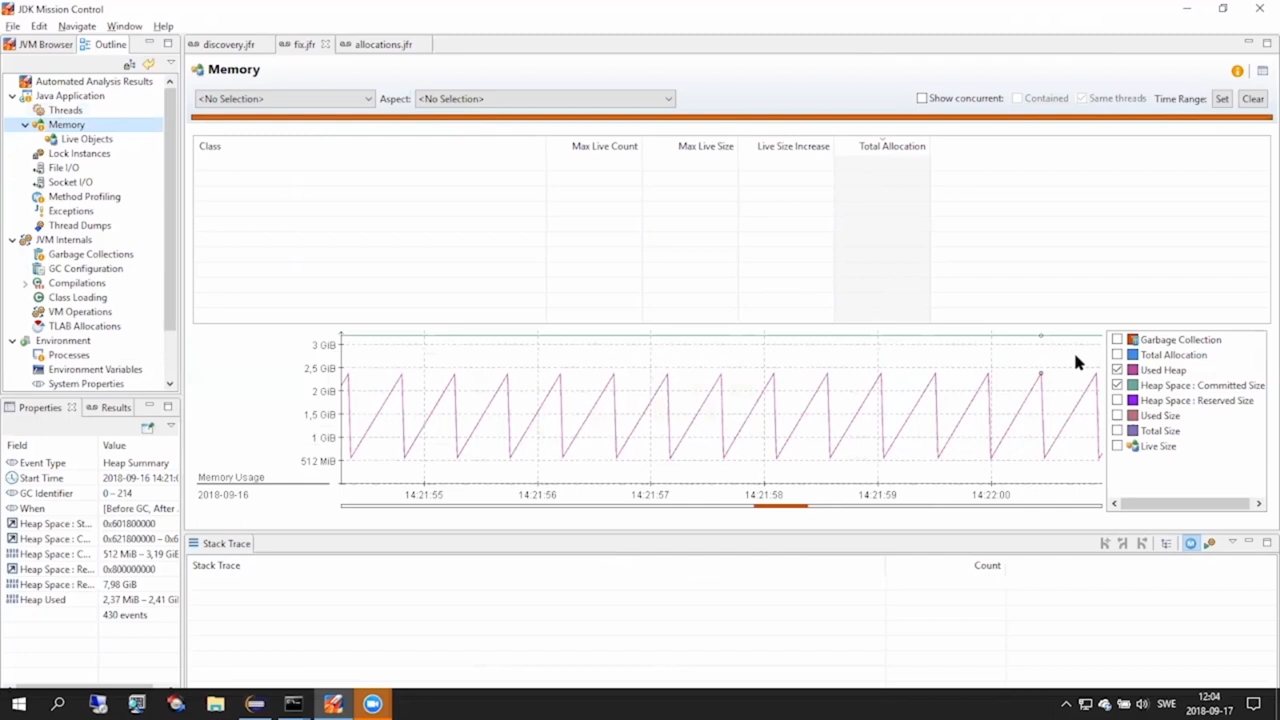 JDK Mission Control
File Edit Navigate Window Help
JVM Browser Outline
discovery.jfr fix.jfr allocations.jfr
Automated Analysis Results
Java Application
Threads
Memory
Live Objects
Lock Instances
File I/O
Socket I/O
Method Profiling
Exceptions
Thread Dumps
JVM Internals
Garbage Collections
GC Configuration
Compilations
Class Loading
VM Operations
TLAB Allocations
Environment
Processes
Environment Variables
System Properties
Properties Results
Field Value
Event Type Heap Summary
Start Time 2018-09-16 14:21:0
GC Identifier 0 – 214
When [Before GC, After
Heap Space : St... 0x601800000
Heap Space : C... 0x621800000 – 0x6
Heap Space : C... 512 MiB – 3,19 GiE
Heap Space : Re... 0x800000000
Heap Space : Re... 7,98 GiB
Heap Used 2,37 MiB – 2,41 Gi
430 events
Memory
<No Selection> Aspect: <No Selection> Show concurrent: Contained Same threads Time Range: Set Clear
Class Max Live Count Max Live Size Live Size Increase Total Allocation
3 GiB
2,5 GiB
2 GiB
1,5 GiB
1 GiB
512 MiB
Memory Usage
2018-09-16 14:21:55 14:21:56 14:21:57 14:21:58 14:21:59 14:22:00
Garbage Collection
Total Allocation
Used Heap
Heap Space : Committed Size
Heap Space : Reserved Size
Used Size
Total Size
Live Size
Stack Trace
Stack Trace Count
SWE
12:04
2018-09-17